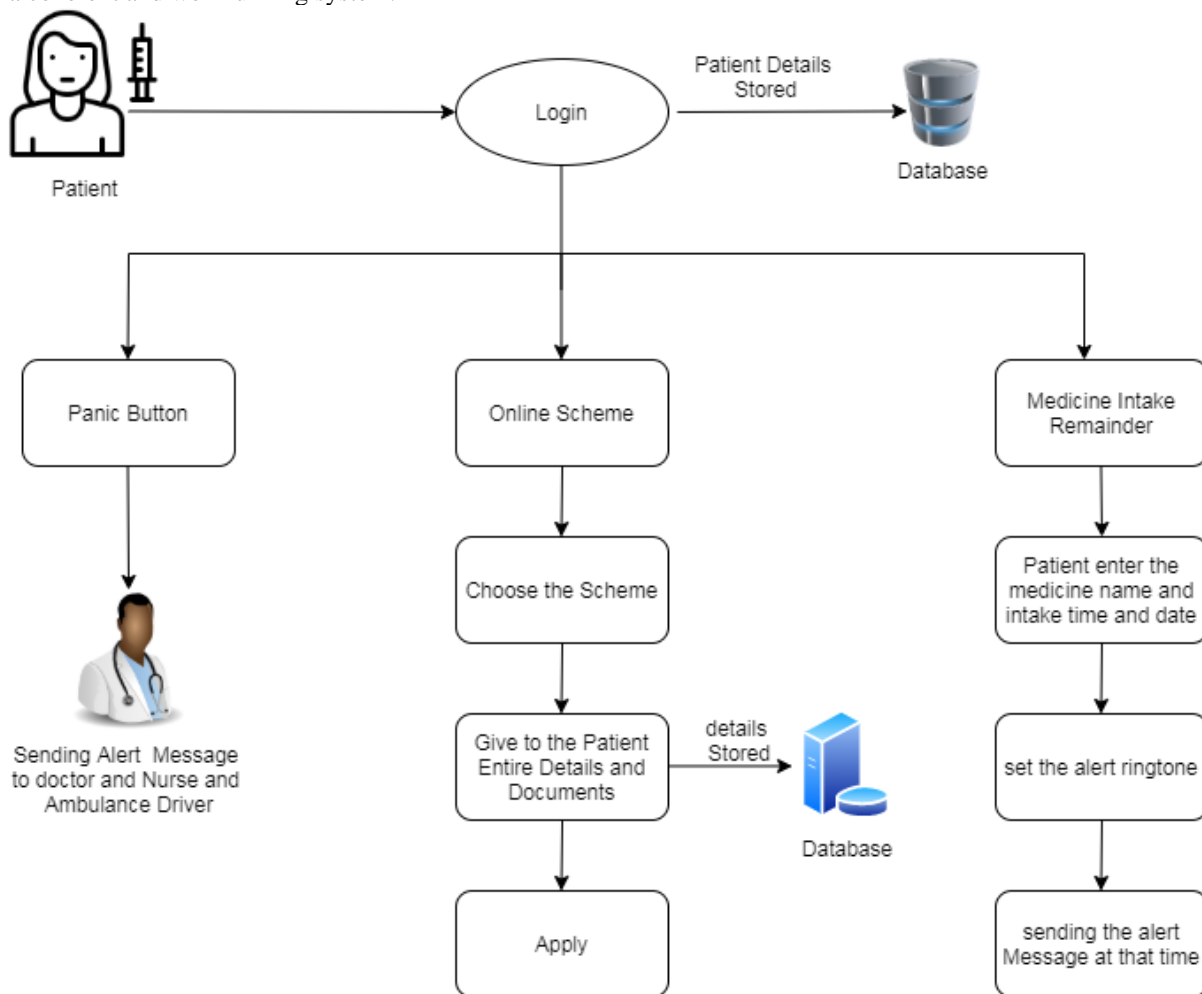 Patient
Login
Patient Details
Stored
Database
Panic Button
Sending Alert  Message
to doctor and Nurse and
Ambulance Driver
Online Scheme
Choose the Scheme
Give to the Patient
Entire Details and
Documents
details
Stored
Database
Apply
Medicine Intake
Remainder
Patient enter the
medicine name and
intake time and date
set the alert ringtone
sending the alert
Message at that time